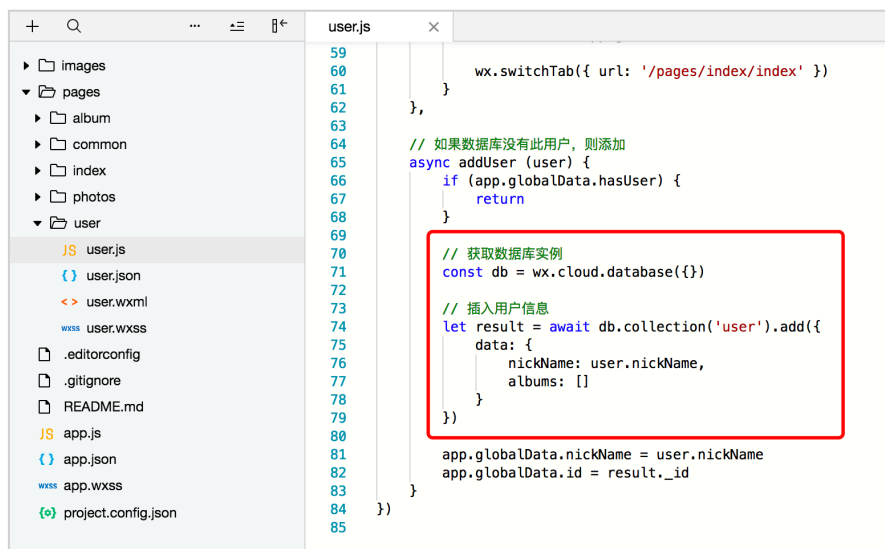 user.js
images
pages
album
common
index
photos
user
JS user.js
{ } user.json
< > user.wxml
wxss user.wxss
.editorconfig
.gitignore
README.md
JS app.js
{ } app.json
wxss app.wxss
{o} project.config.json
59
60 wx.switchTab({ url: '/pages/index/index' })
61 }
62 },
63
64 // 如果数据库没有此用户，则添加
65 async addUser (user) {
66 if (app.globalData.hasUser) {
67 return
68 }
69
70 // 获取数据库实例
71 const db = wx.cloud.database({})
72
73 // 插入用户信息
74 let result = await db.collection('user').add({
75 data: {
76 nickName: user.nickName,
77 albums: []
78 }
79 })
80
81 app.globalData.nickName = user.nickName
82 app.globalData.id = result._id
83 }
84 })
85